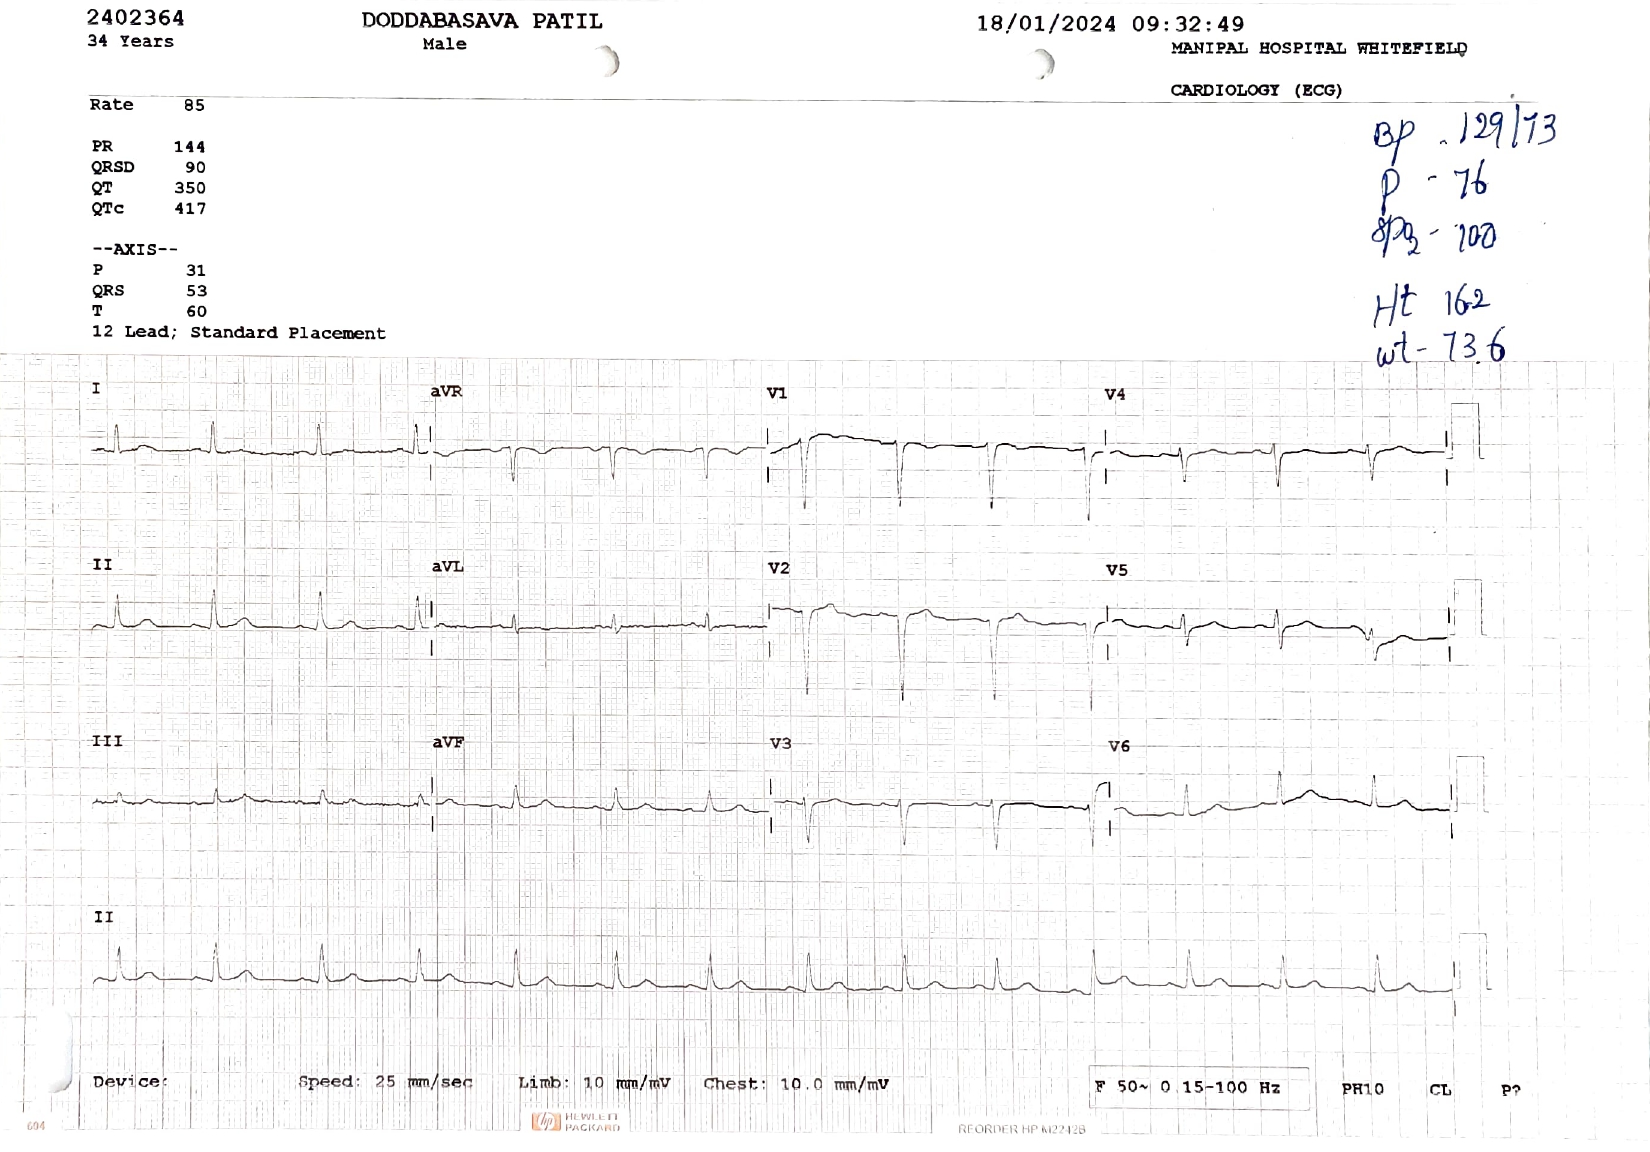 2402364 DODDABASAVA PATIL 18/01/2024 09:32:49
34 Years Male MANIPAL HOSPITAL WHITEFIELD
CARDIOLOGY (ECG)
Rate 85
PR 144
QRSD 90
QT 350
QTc 417
--AXIS--
P 31
QRS 53
T 60
12 Lead; Standard Placement
BP - 129/73
P - 76
SPO2 - 100
Ht 162
wt - 73.6
I aVR V1 V4
II aVL V2 V5
III aVF V3 V6
II
Device: Speed: 25 mm/sec Limb: 10 mm/mV Chest: 10.0 mm/mV F 50~ 0.15-100 Hz PH10 CL P?
hp HEWLETT
PACKARD
REORDER HP M2242B
604